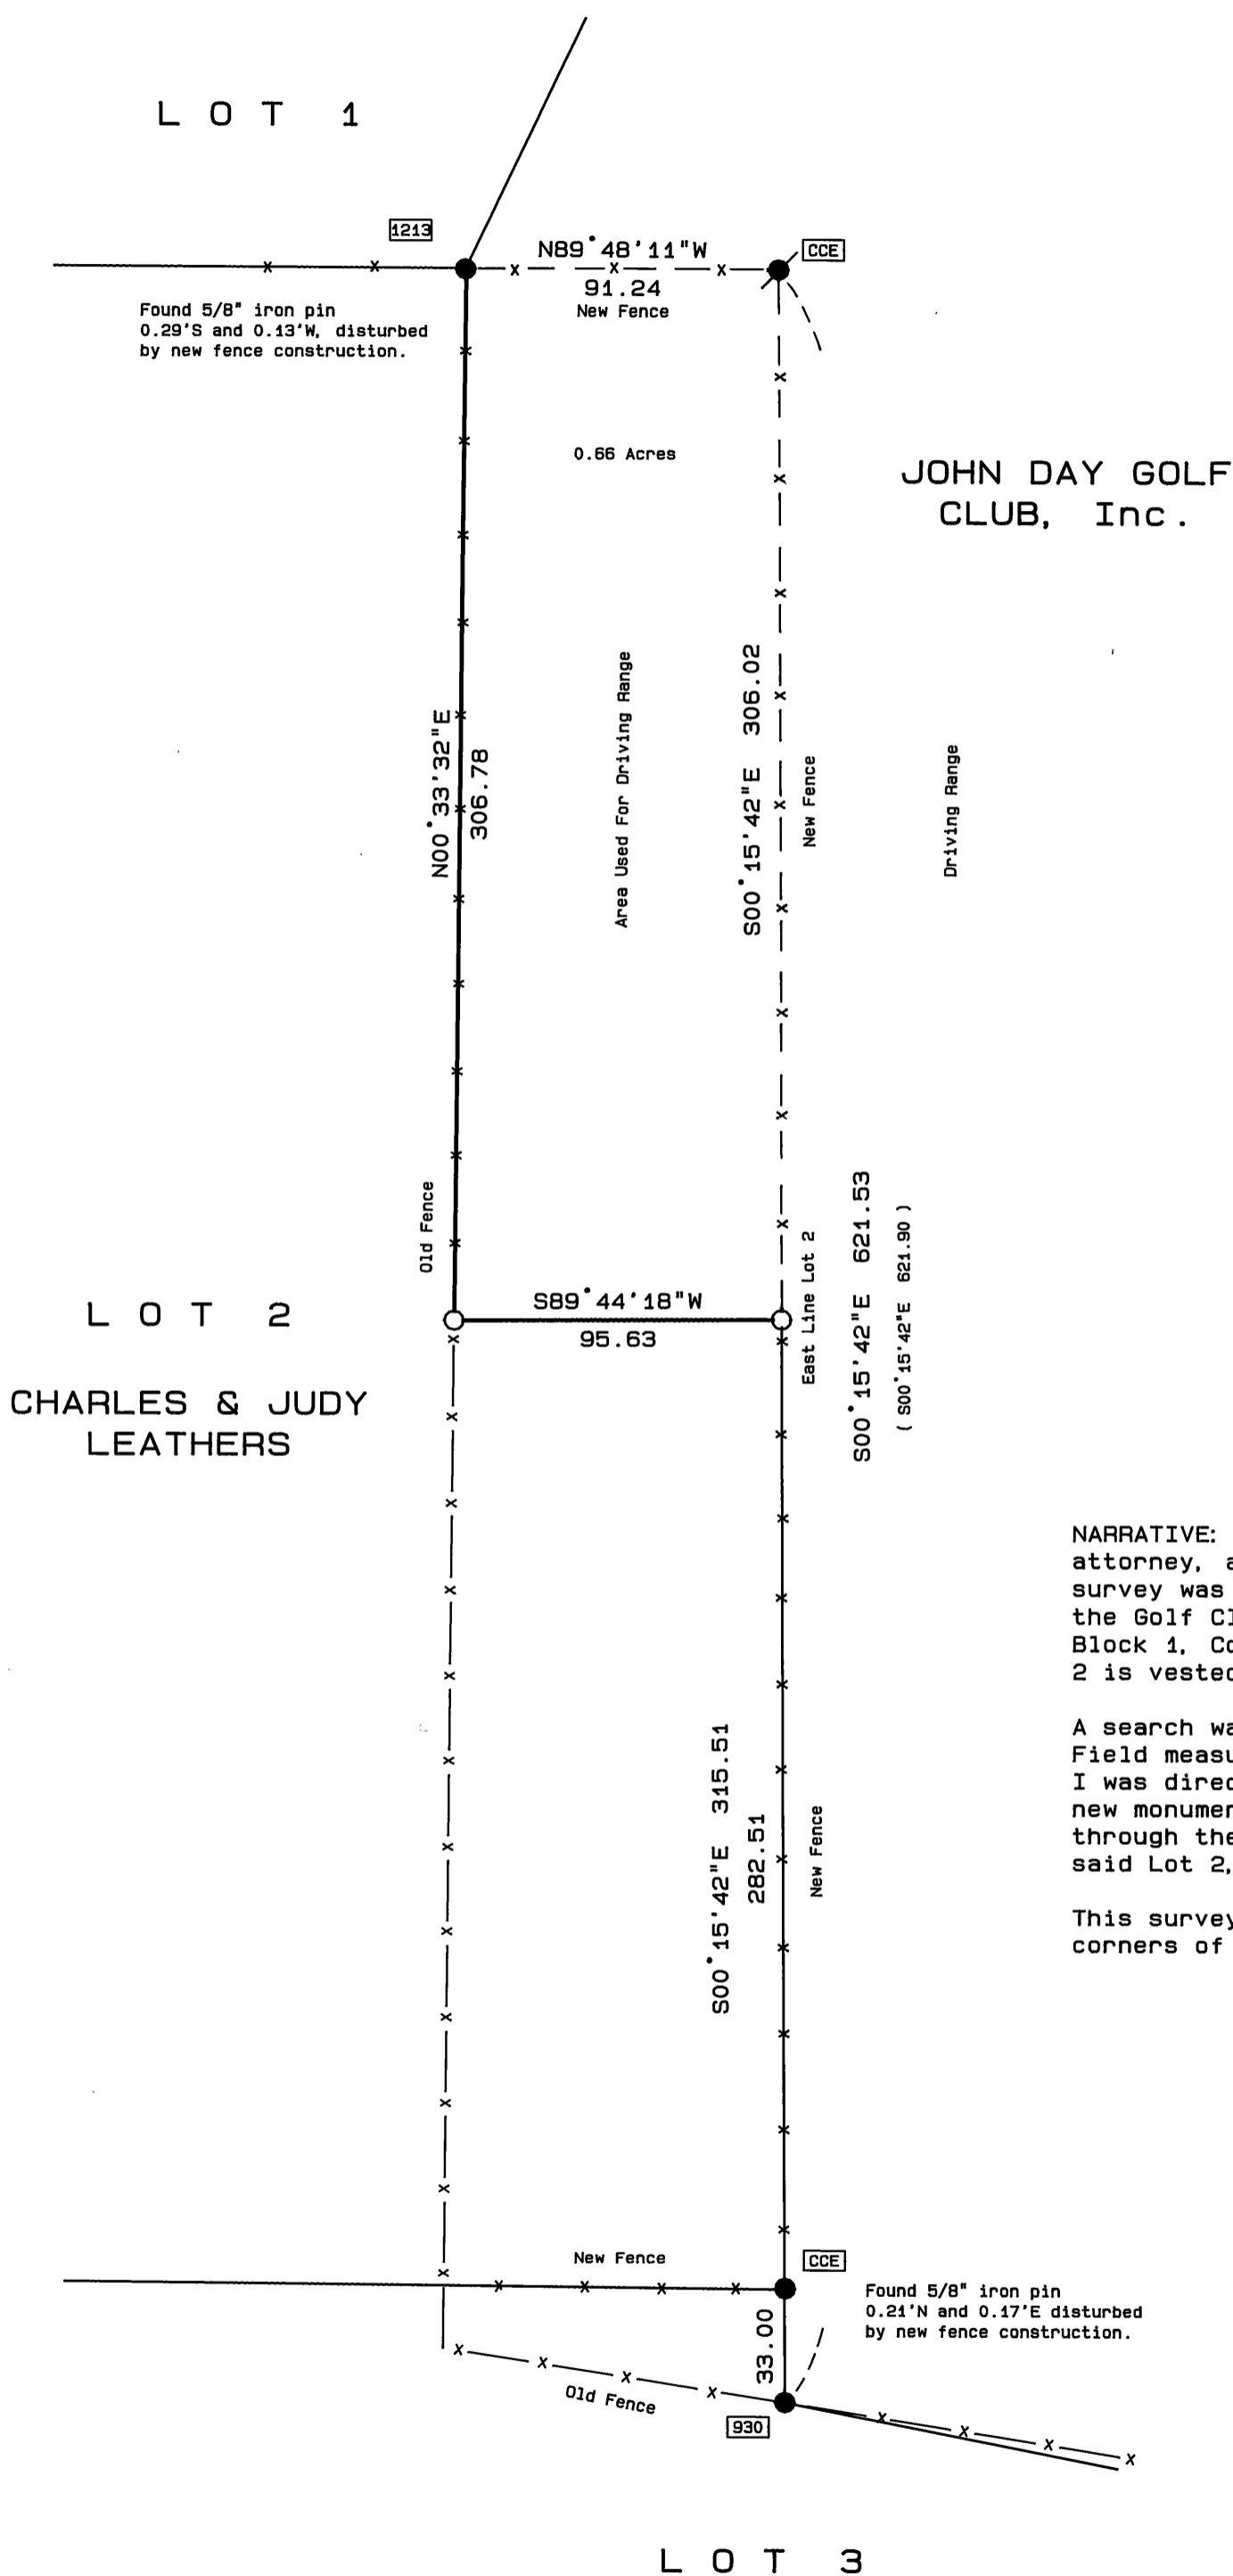 L O T 1
1213
N89°48'11"W
CCE
91.24
New Fence
Found 5/8" iron pin
0.29'S and 0.13'W, disturbed
by new fence construction.
0.66 Acres
JOHN DAY GOLF
CLUB, Inc.
N00°33'32"E
306.78
Area Used For Driving Range
S00°15'42"E 306.02
New Fence
Driving Range
Old Fence
East Line Lot 2
S00°15'42"E 621.53
( S00°15'42"E 621.90 )
S89°44'18"W
95.63
L O T 2
CHARLES & JUDY
LEATHERS
NARRATIVE:
attorney, a
survey was
the Golf Cl
Block 1, Co
2 is vested
A search wa
Field measu
I was direc
new monumen
through the
said Lot 2,
This survey
corners of
S00°15'42"E 315.51
282.51
New Fence
New Fence
CCE
Found 5/8" iron pin
0.21'N and 0.17'E disturbed
by new fence construction.
33.00
Old Fence
930
L O T 3